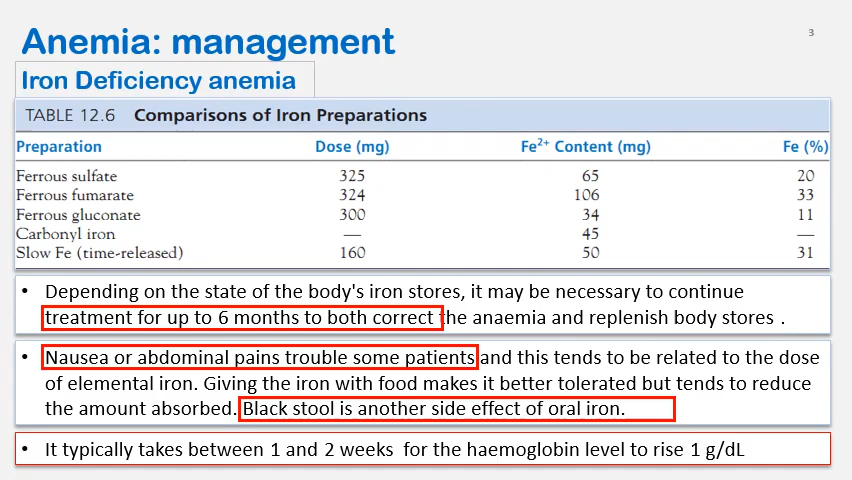 3
Anemia: management
Iron Deficiency anemia
TABLE 12.6 Comparisons of Iron Preparations
Preparation Dose (mg) Fe²⁺ Content (mg) Fe (%)
Ferrous sulfate 325 65 20
Ferrous fumarate 324 106 33
Ferrous gluconate 300 34 11
Carbonyl iron — 45 —
Slow Fe (time-released) 160 50 31
• Depending on the state of the body's iron stores, it may be necessary to continue
treatment for up to 6 months to both correct the anaemia and replenish body stores .
• Nausea or abdominal pains trouble some patients and this tends to be related to the dose
of elemental iron. Giving the iron with food makes it better tolerated but tends to reduce
the amount absorbed. Black stool is another side effect of oral iron.
• It typically takes between 1 and 2 weeks for the haemoglobin level to rise 1 g/dL